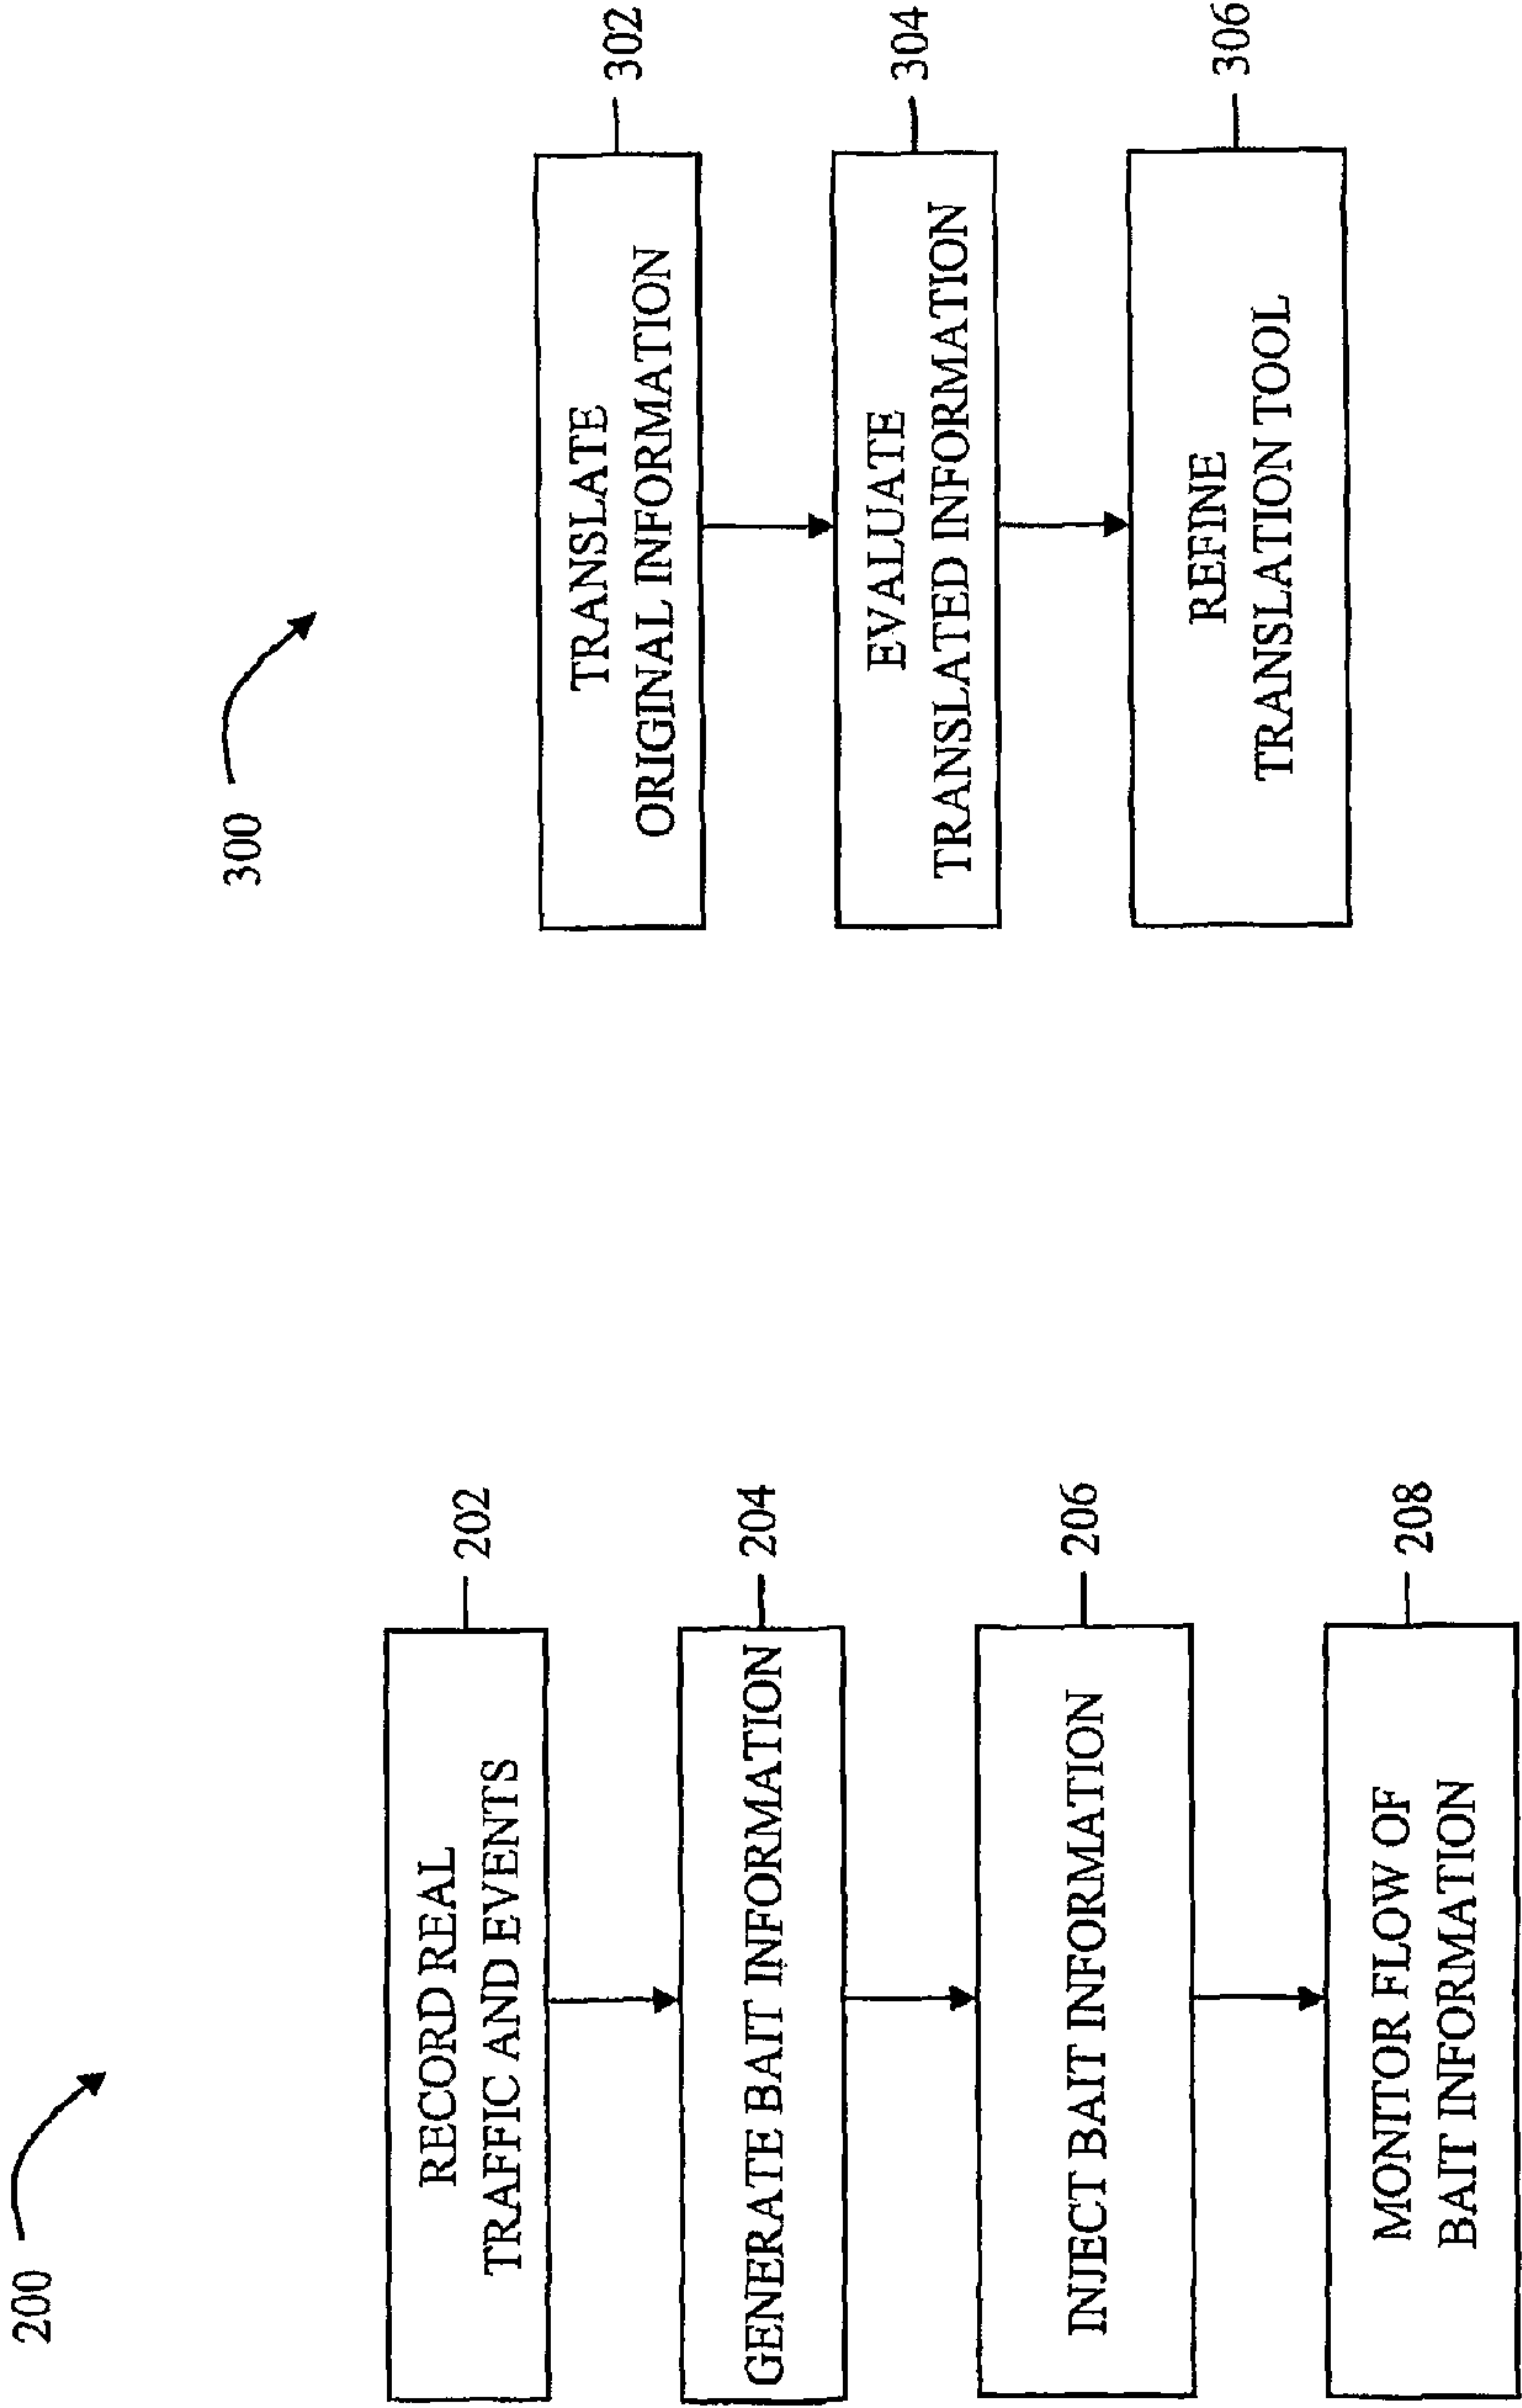 200
RECORD REAL
TRAFFIC AND EVENTS
202
GENERATE BAIT INFORMATION
204
INJECT BAIT INFORMATION
206
MONITOR FLOW OF
BAIT INFORMATION
208
300
TRANSLATE
ORIGINAL INFORMATION
302
EVALUATE
TRANSLATED INFORMATION
304
REFINE
TRANSLATION TOOL
306